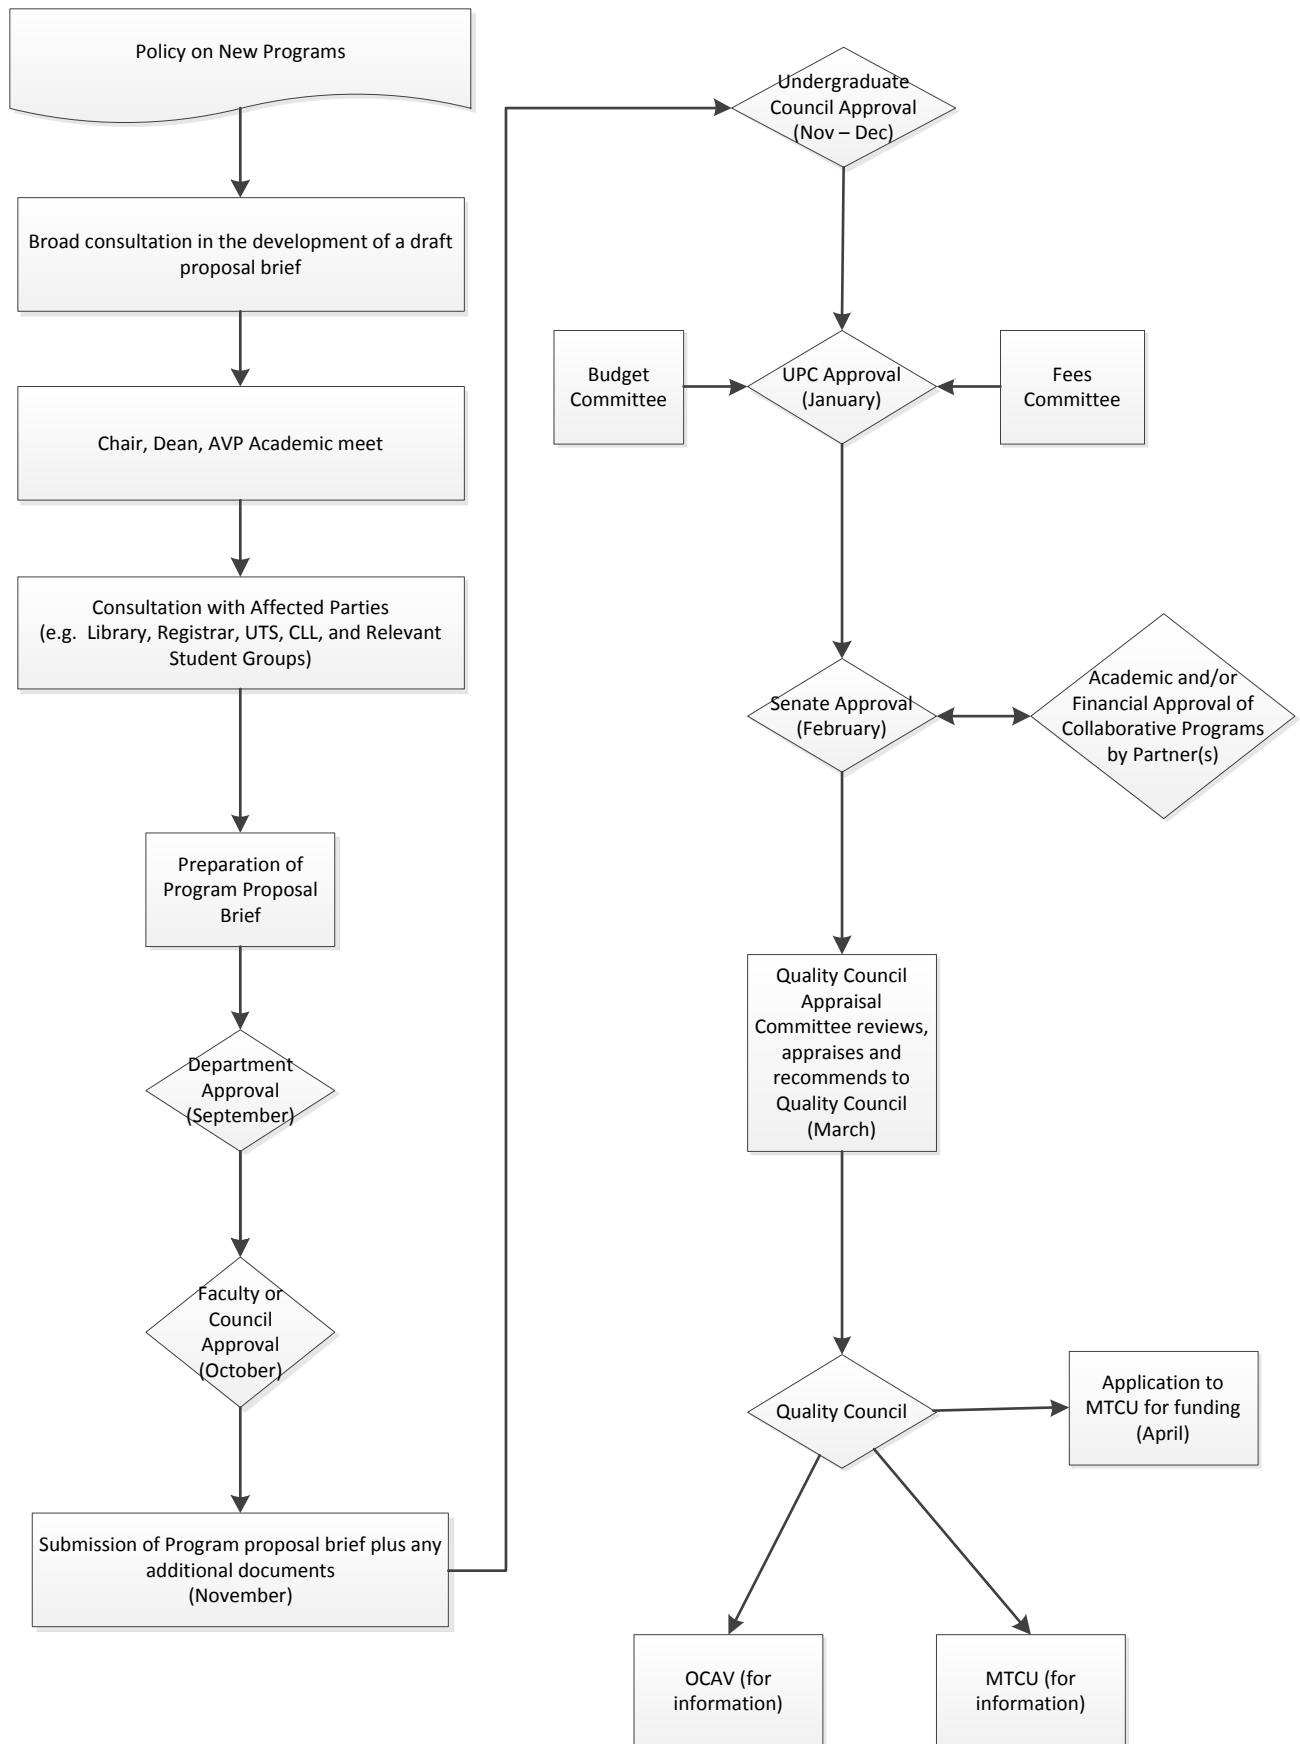 Policy on New Programs
Broad consultation in the development of a draft
proposal brief
Chair, Dean, AVP Academic meet
Consultation with Affected Parties
(e.g.  Library, Registrar, UTS, CLL, and Relevant
Student Groups)
Preparation of
Program Proposal
Brief
Department
Approval
(September)
Faculty or
Council
Approval
(October)
Submission of Program proposal brief plus any
additional documents
(November)
Undergraduate
Council Approval
(Nov – Dec)
Budget
Committee
UPC Approval
(January)
Fees
Committee
Senate Approval
(February)
Academic and/or
Financial Approval of
Collaborative Programs
by Partner(s)
Quality Council
Appraisal
Committee reviews,
appraises and
recommends to
Quality Council
(March)
Quality Council
Application to
MTCU for funding
(April)
OCAV (for
information)
MTCU (for
information)